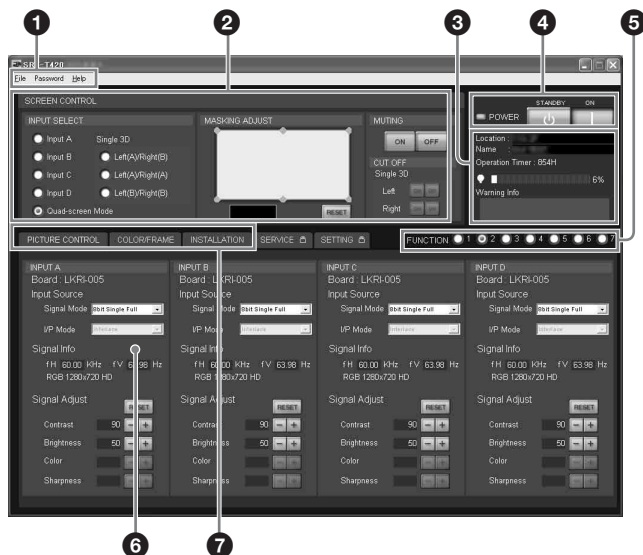 1 2 3 4 5
File Password Help
SCREEN CONTROL
INPUT SELECT
Input A Single 3D
Input B Left(A)/Right(B)
Input C Left(A)/Right(A)
Input D Left(B)/Right(B)
Quad-screen Mode
MASKING ADJUST
RESET
MUTING
ON OFF
CUT OFF
Single 3D
Left
Right
STANDBY ON
POWER
Location :
Name :
Operation Timer : 854H
6%
Warning Info
PICTURE CONTROL COLOR/FRAME INSTALLATION SERVICE SETTING
FUNCTION 1 2 3 4 5 6 7
INPUT A
Board : LKRI-005
Input Source
Signal Mode 8bit Single Full
I/P Mode Interlace
Signal Info
fH 60.00 KHz fV 63.98 Hz
RGB 1280x720 HD
Signal Adjust
RESET
Contrast 90 - +
Brightness 50 - +
Color - +
Sharpness - +
INPUT B
Board : LKRI-005
Input Source
Signal Mode 8bit Single Full
I/P Mode Interlace
Signal Info
fH 60.00 KHz fV 63.98 Hz
RGB 1280x720 HD
Signal Adjust
RESET
Contrast 90 - +
Brightness 50 - +
Color - +
Sharpness - +
INPUT C
Board : LKRI-005
Input Source
Signal Mode 8bit Single Full
I/P Mode Interlace
Signal Info
fH 60.00 KHz fV 63.98 Hz
RGB 1280x720 HD
Signal Adjust
RESET
Contrast 90 - +
Brightness 50 - +
Color - +
Sharpness - +
INPUT D
Board : LKRI-005
Input Source
Signal Mode 8bit Single Full
I/P Mode Interlace
Signal Info
fH 60.00 KHz fV 63.98 Hz
RGB 1280x720 HD
Signal Adjust
RESET
Contrast 90 - +
Brightness 50 - +
Color - +
Sharpness - +
6 7